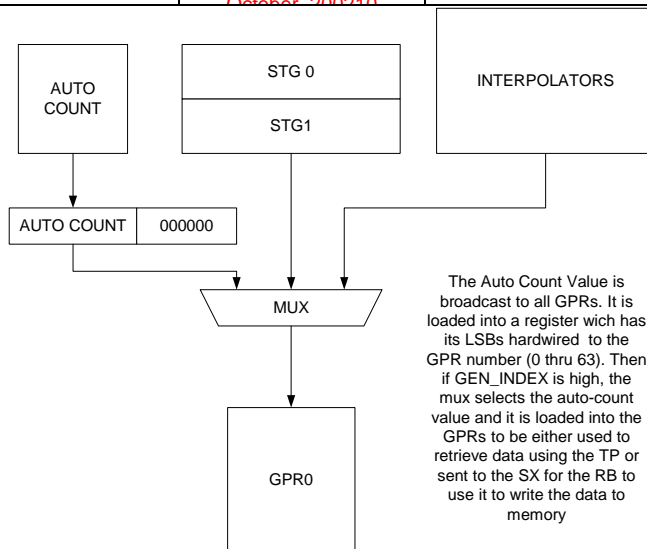 October, 200210
AUTO
COUNT
STG 0
STG1
INTERPOLATORS
AUTO COUNT
000000
MUX
GPR0
The Auto Count Value is
broadcast to all GPRs. It is
loaded into a register wich has
its LSBs hardwired to the
GPR number (0 thru 63). Then
if GEN_INDEX is high, the
mux selects the auto-count
value and it is loaded into the
GPRs to be either used to
retrieve data using the TP or
sent to the SX for the RB to
use it to write the data to
memory